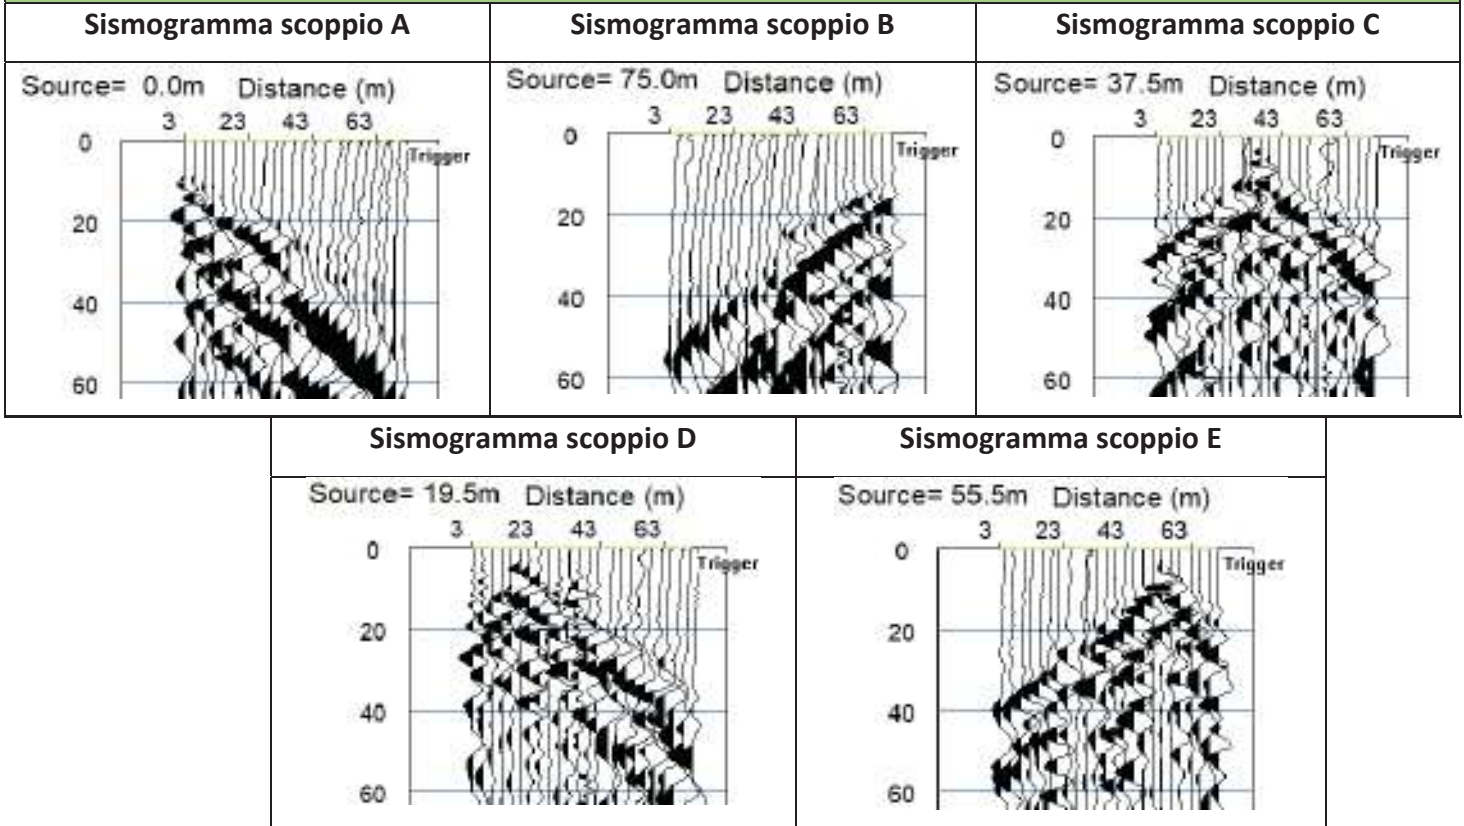 Sismogramma scoppio A
Sismogramma scoppio B
Sismogramma scoppio C
Source= 0.0m Distance (m)
3 23 43 63
0
Trigger
20
40
60
Source= 75.0m Distance (m)
3 23 43 63
0
Trigger
20
40
60
Source= 37.5m Distance (m)
3 23 43 63
0
Trigger
20
40
60
Sismogramma scoppio D
Sismogramma scoppio E
Source= 19.5m Distance (m)
3 23 43 63
0
Trigger
20
40
60
Source= 55.5m Distance (m)
3 23 43 63
0
Trigger
20
40
60